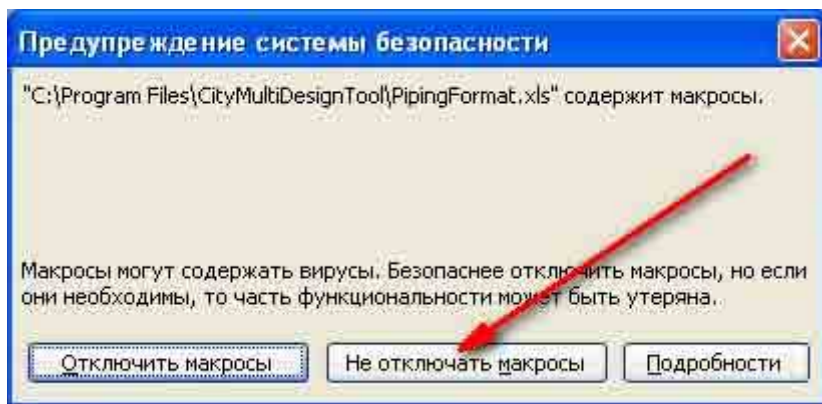 Предупреждение системы безопасности
"C:\Program Files\CityMultiDesignTool\PipingFormat.xls" содержит макросы.
Макросы могут содержать вирусы. Безопаснее отключить макросы, но если
они необходимы, то часть функциональности может быть утеряна.
Отключить макросы
Не отключать макросы
Подробности